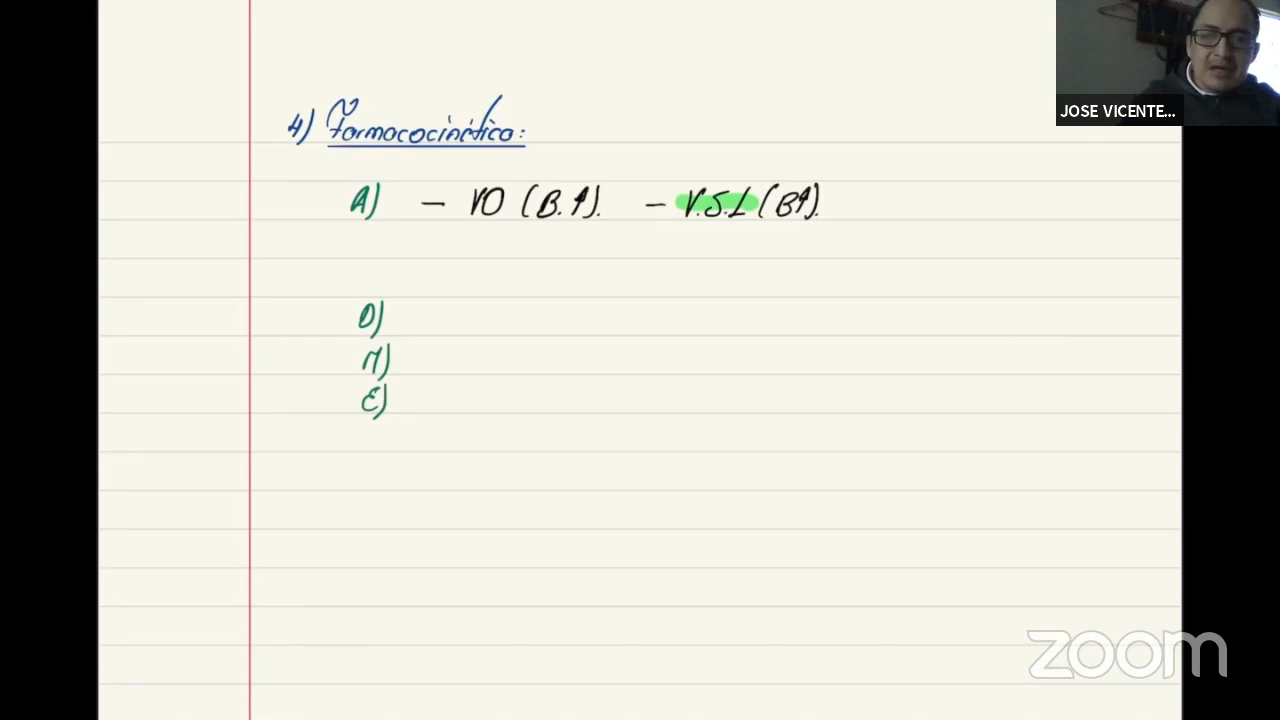 4) Farmacocinética:
JOSE VICENTE...
A) - VO (B.A). - V.S.L (BA).
D)
M)
E)
zoom